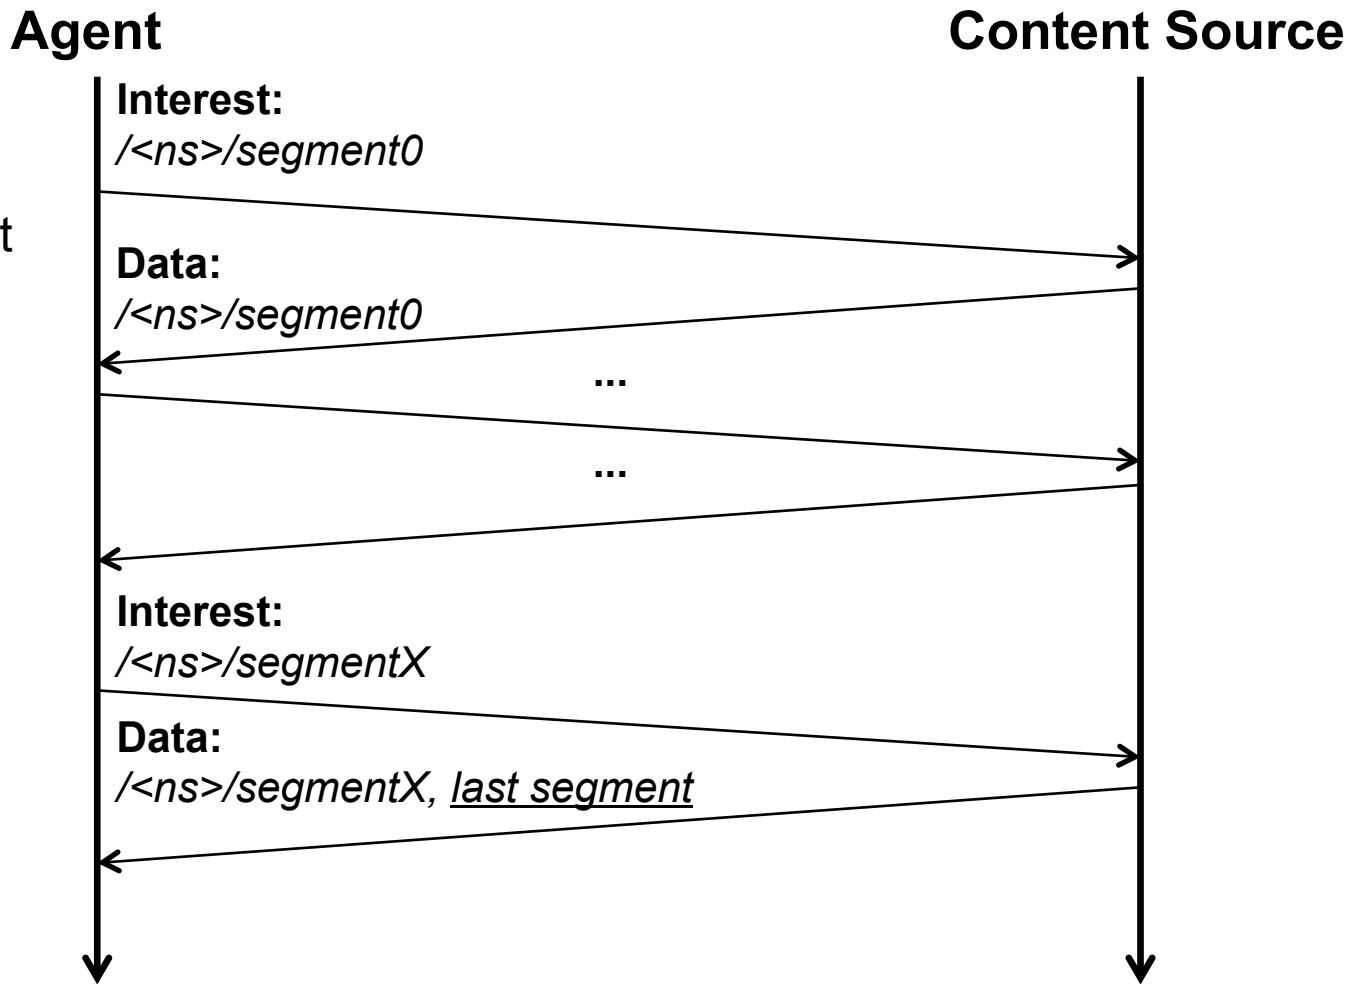 Agent
Content Source
Interest:
/<ns>/segment0
t
Data:
/<ns>/segment0
...
...
Interest:
/<ns>/segmentX
Data:
/<ns>/segmentX, last segment